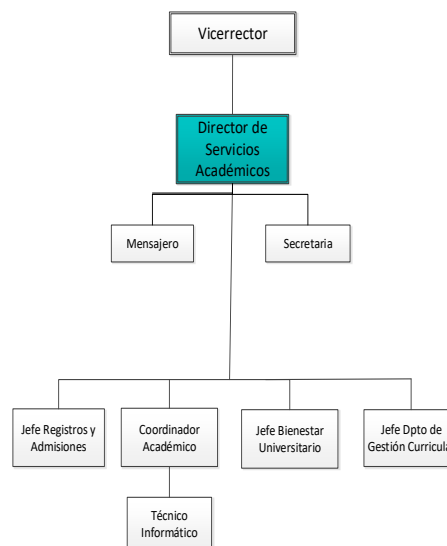 Vicerrector
Director de
Servicios
Académicos
Mensajero
Secretaria
Jefe Registros y
Admisiones
Coordinador
Académico
Jefe Bienestar
Universitario
Jefe Dpto de
Gestión Curricula
Técnico
Informático